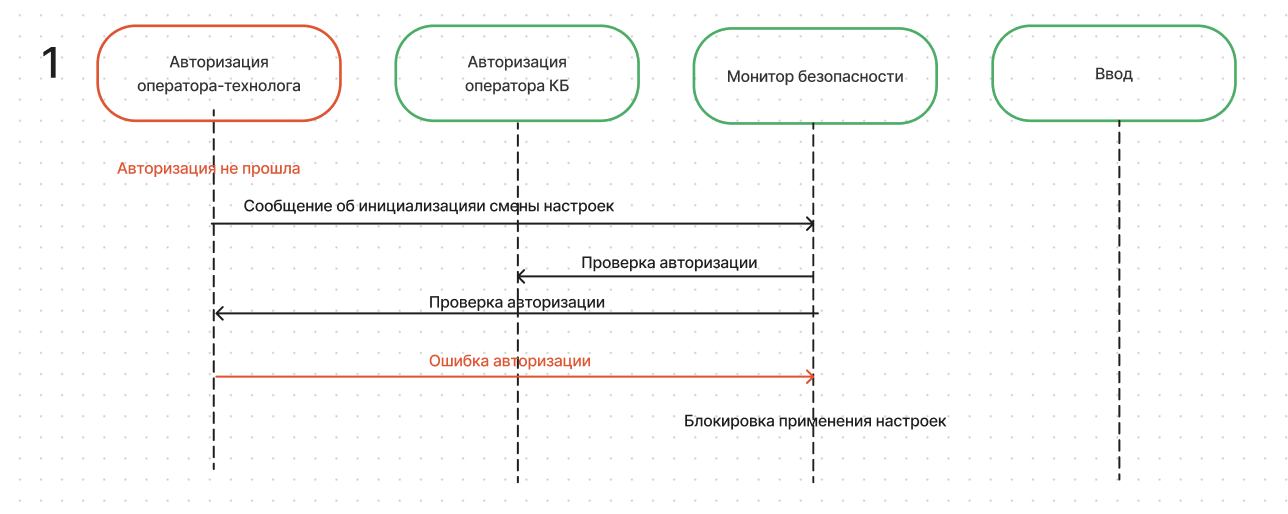 1
Авторизация
оператора-технолога
Авторизация
оператора КБ
Монитор безопасности
Ввод
Авторизация не прошла
Сообщение об инициализацияи смены настроек
Проверка авторизации
Проверка авторизации
Ошибка авторизации
Блокировка применения настроек